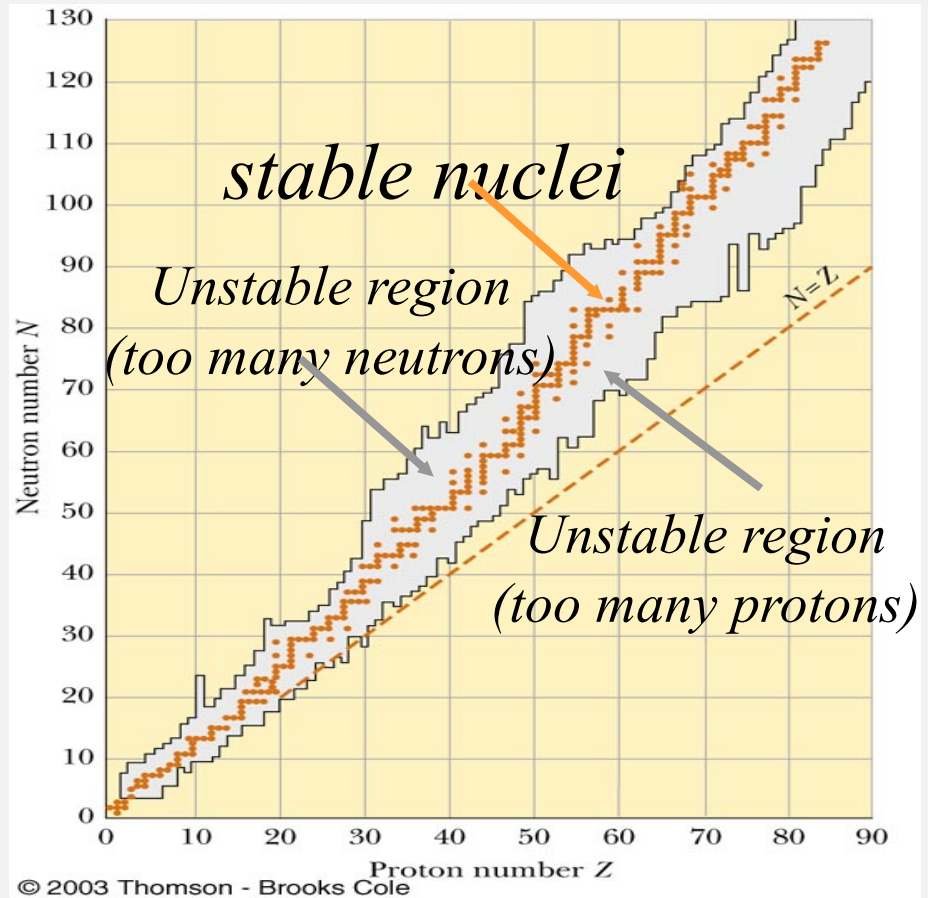 130
120
110
100
90
80
70
60
50
40
30
20
10
0
Neutron number N
stable nuclei
Unstable region
(too many neutrons)
N=Z
Unstable region
(too many protons)
0 10 20 30 40 50 60 70 80 90
Proton number Z
© 2003 Thomson - Brooks Cole